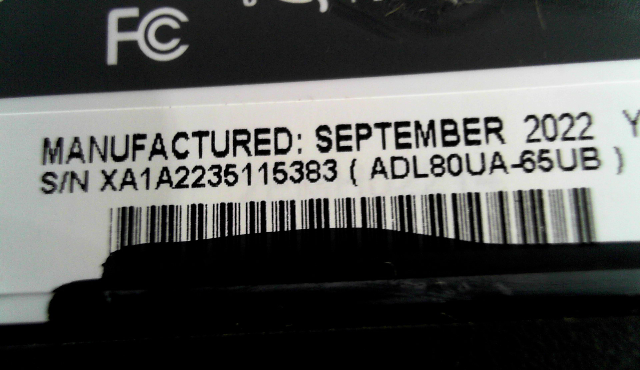 FC
MANUFACTURED: SEPTEMBER 2022 Y
S/N XA1A2235115383 ( ADL80UA-65UB )